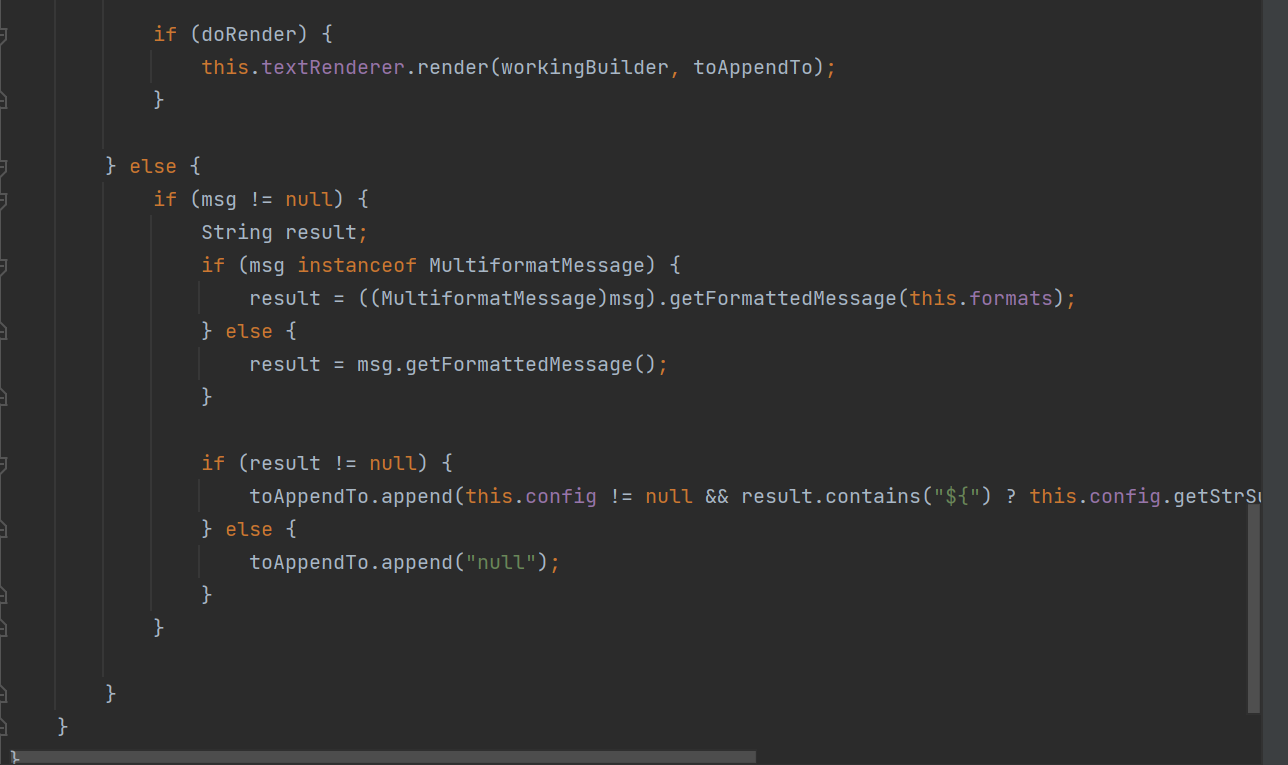 if (doRender) {
this.textRenderer.render(workingBuilder, toAppendTo);
}
} else {
if (msg != null) {
String result;
if (msg instanceof MultiformatMessage) {
result = ((MultiformatMessage)msg).getFormattedMessage(this.formats);
} else {
result = msg.getFormattedMessage();
}
if (result != null) {
toAppendTo.append(this.config != null && result.contains("${") ? this.config.getStrSu
} else {
toAppendTo.append("null");
}
}
}
}
}